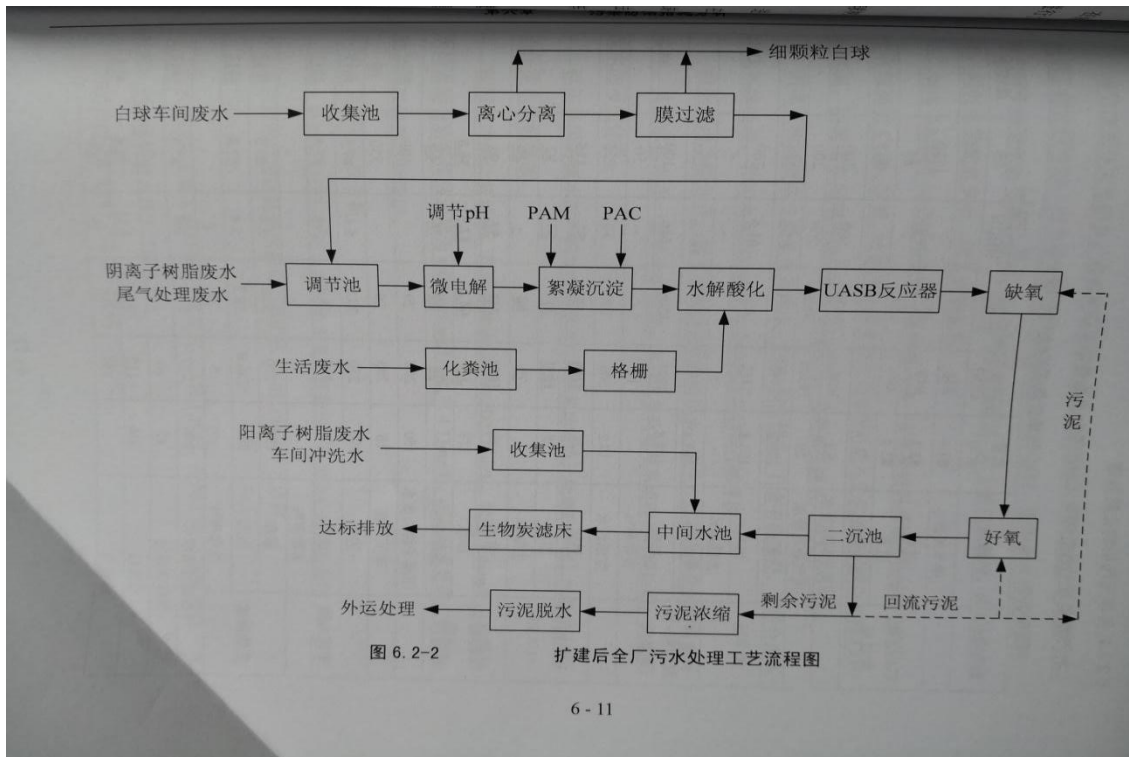 细颗粒白球
白球车间废水
收集池
离心分离
膜过滤
调节pH
PAM
PAC
阴离子树脂废水
尾气处理废水
调节池
微电解
絮凝沉淀
水解酸化
UASB反应器
缺氧
生活废水
化粪池
格栅
污
泥
阳离子树脂废水
车间冲洗水
收集池
达标排放
生物炭滤床
中间水池
二沉池
好氧
外运处理
污泥脱水
污泥浓缩
剩余污泥
回流污泥
图 6.2-2 扩建后全厂污水处理工艺流程图
6 - 11